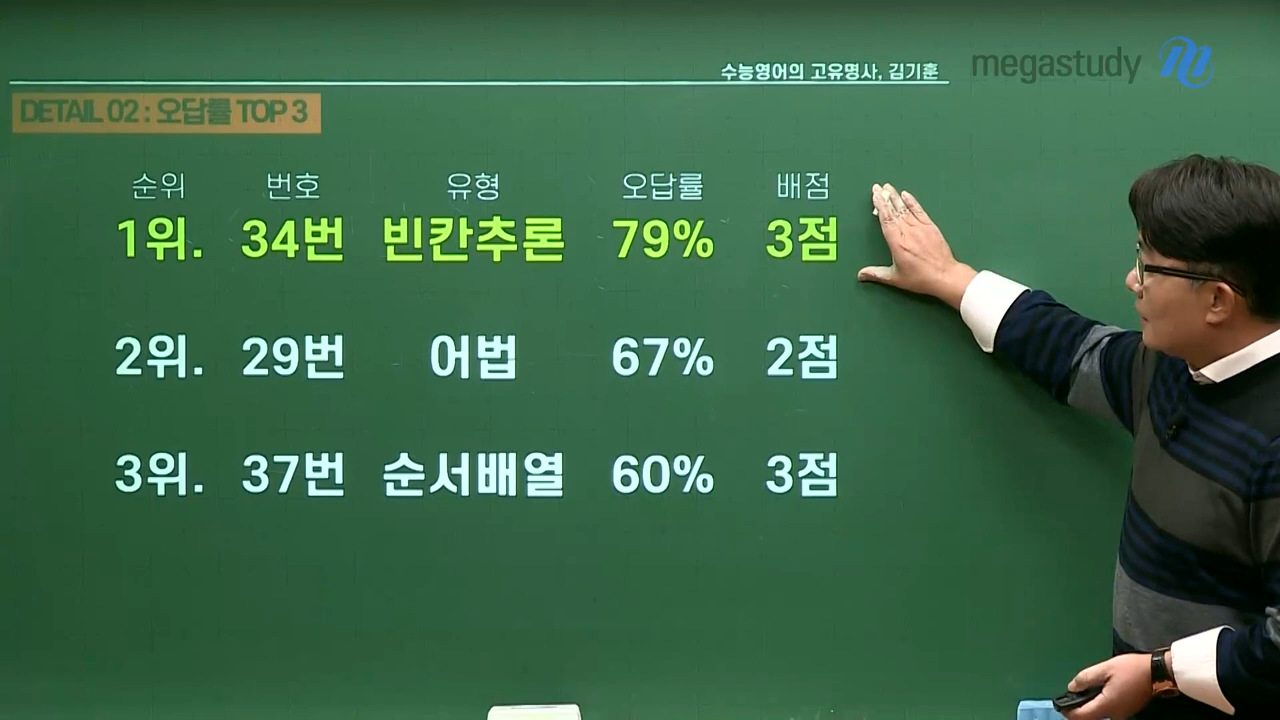 수능영어의 고유명사, 김기훈
megastudy
DETAIL 02 : 오답률 TOP 3
순위 번호 유형 오답률 배점
1위. 34번 빈칸추론 79% 3점
2위. 29번 어법 67% 2점
3위. 37번 순서배열 60% 3점